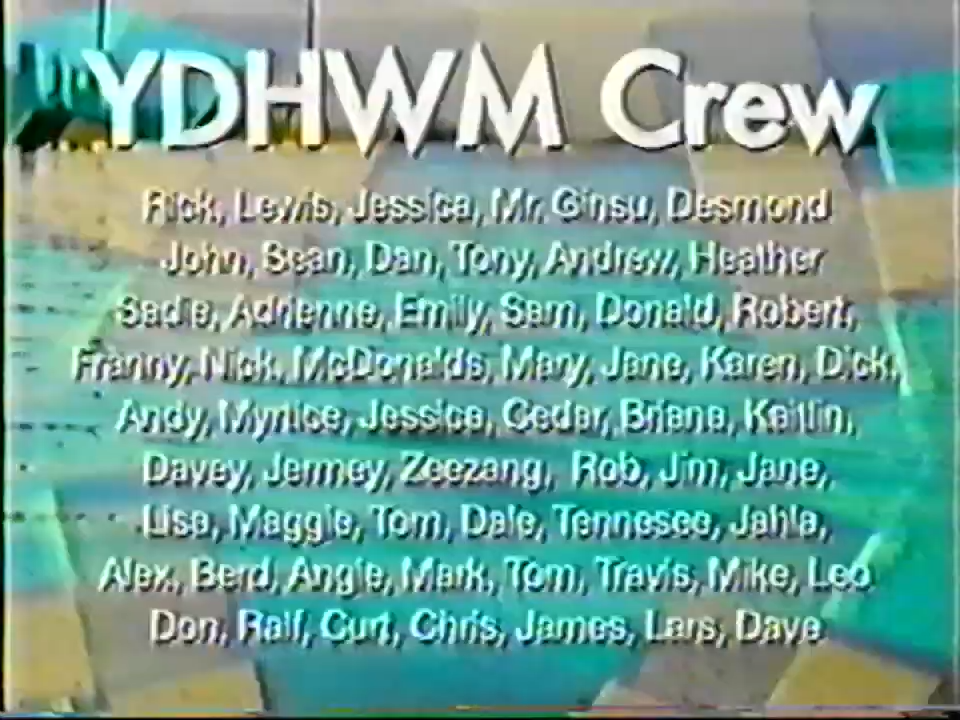 YDHWM Crew
Rick, Lewis, Jessica, Mr. Ginsu, Desmond
John, Sean, Dan, Tony, Andrew, Heather
Sadie, Adrienne, Emily, Sam, Donald, Robert,
Franny, Nick, McDonalds, Mary, Jane, Karen, Dick,
Andy, Myrtice, Jessica, Cedar, Briana, Kaitlin,
Davey, Jermey, Zeezang, Rob, Jim, Jane,
Lisa, Maggie, Tom, Dale, Tennesee, Jahla,
Alex, Berd, Angie, Mark, Tom, Travis, Mike, Leo
Don, Ralf, Curt, Chris, James, Lars, Dave